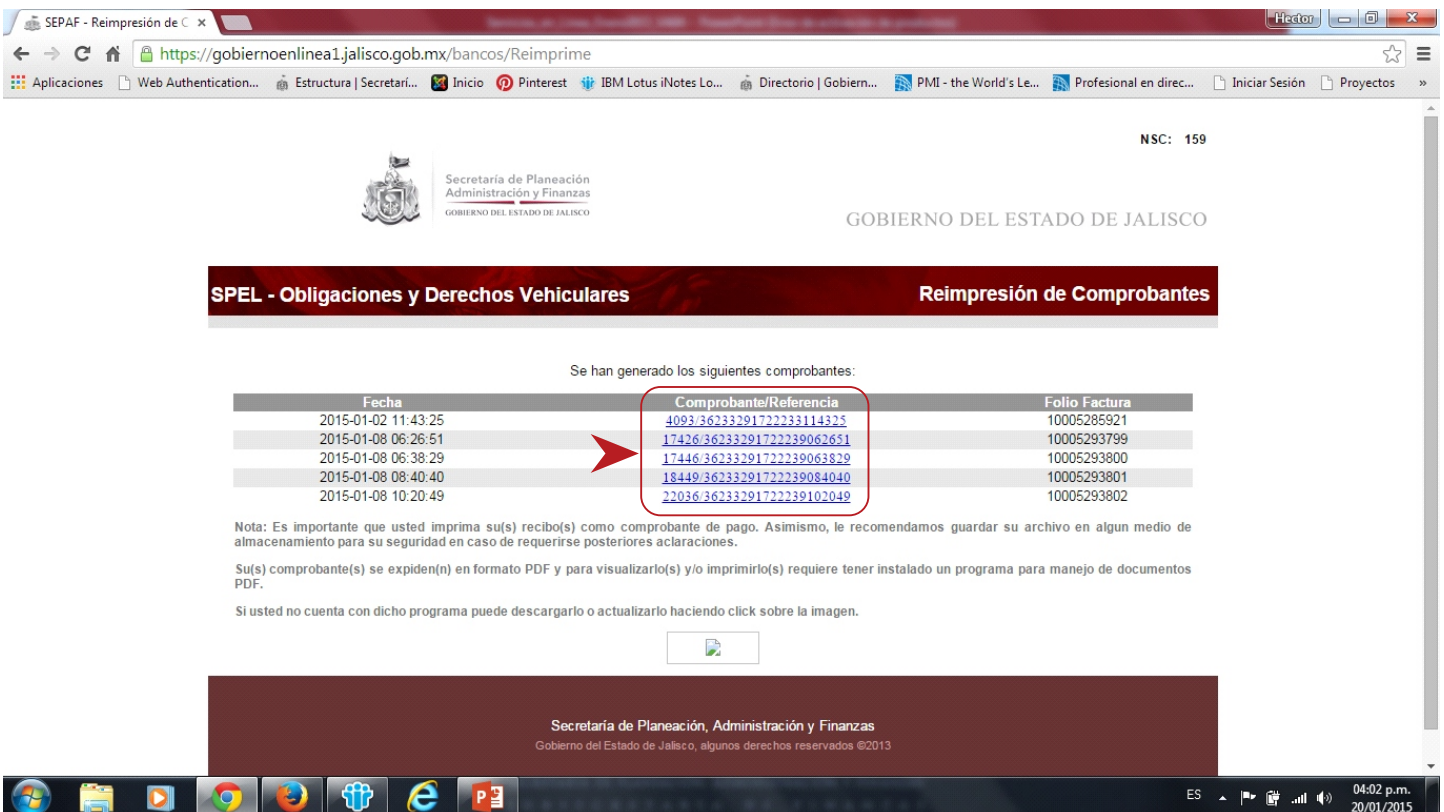 SEPAF - Reimpresión de C
Hector
https://gobiernoenlinea1.jalisco.gob.mx/bancos/Reimprime
Aplicaciones Web Authentication... Estructura | Secretarí... Inicio Pinterest IBM Lotus iNotes Lo... Directorio | Gobiern... PMI - the World's Le... Profesional en direc... Iniciar Sesión Proyectos »
NSC: 159
Secretaría de Planeación
Administración y Finanzas
GOBIERNO DEL ESTADO DE JALISCO
GOBIERNO DEL ESTADO DE JALISCO
SPEL - Obligaciones y Derechos Vehiculares Reimpresión de Comprobantes
Se han generado los siguientes comprobantes:
Fecha Comprobante/Referencia Folio Factura
2015-01-02 11:43:25 4093/36233291722233114325 10005285921
2015-01-08 06:26:51 17426/36233291722239062651 10005293799
2015-01-08 06:38:29 17446/36233291722239063829 10005293800
2015-01-08 08:40:40 18449/36233291722239084040 10005293801
2015-01-08 10:20:49 22036/36233291722239102049 10005293802
Nota: Es importante que usted imprima su(s) recibo(s) como comprobante de pago. Asimismo, le recomendamos guardar su archivo en algun medio de
almacenamiento para su seguridad en caso de requerirse posteriores aclaraciones.
Su(s) comprobante(s) se expiden(n) en formato PDF y para visualizarlo(s) y/o imprimirlo(s) requiere tener instalado un programa para manejo de documentos
PDF.
Si usted no cuenta con dicho programa puede descargarlo o actualizarlo haciendo click sobre la imagen.
Secretaría de Planeación, Administración y Finanzas
Gobierno del Estado de Jalisco, algunos derechos reservados ©2013
ES
04:02 p.m.
20/01/2015